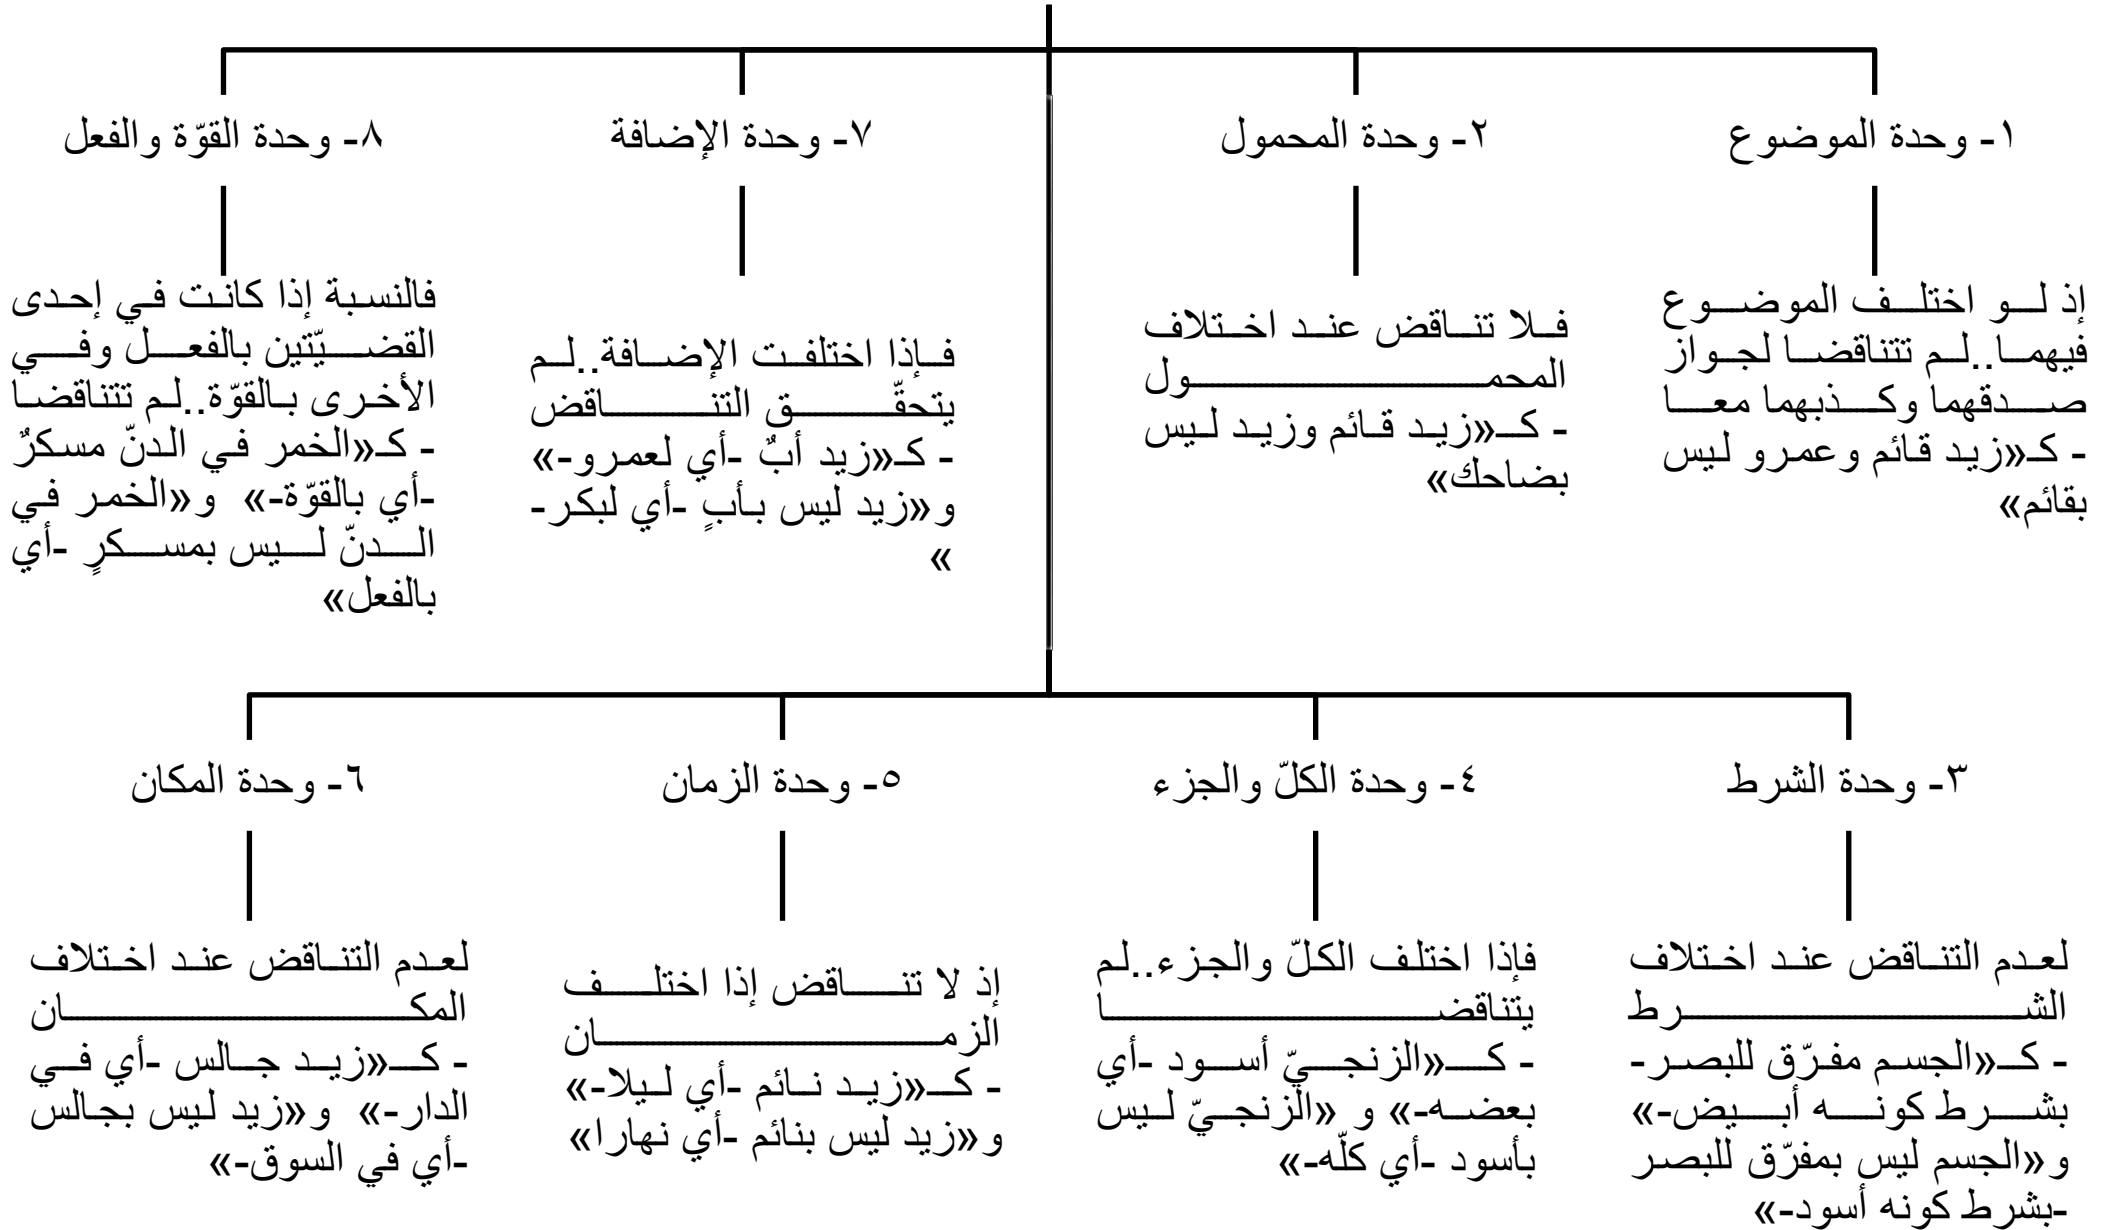 ١- وحدة الموضوع
إذ لو اختلف الموضوع
فيهما..لم تتناقضا لجواز
صدقهما وكذبهما معا
- كـ«زيد قائم وعمرو ليس
بقائم»
٢- وحدة المحمول
فلا تناقض عند اختلاف
المحمول
- كـ«زيد قائم وزيد ليس
بضاحك»
٧- وحدة الإضافة
فإذا اختلفت الإضافة..لم
يتحقّق التناقض
- كـ«زيد أبٌ -أي لعمرو-»
و«زيد ليس بأبٍ -أي لبكر-
»
٨- وحدة القوّة والفعل
فالنسبة إذا كانت في إحدى
القضيّتين بالفعل وفي
الأخرى بالقوّة..لم تتناقضا
- كـ«الخمر في الدنّ مسكرٌ
-أي بالقوّة-» و«الخمر في
الدنّ ليس بمسكرٍ -أي
بالفعل»
٣- وحدة الشرط
لعدم التناقض عند اختلاف
الشرط
- كـ«الجسم مفرّق للبصر-
بشرط كونه أبيض-»
و«الجسم ليس بمفرّق للبصر
-بشرط كونه أسود-»
٤- وحدة الكلّ والجزء
فإذا اختلف الكلّ والجزء..لم
يتناقضا
- كـ«الزنجيّ أسود -أي
بعضه-» و «الزنجيّ ليس
بأسود -أي كلّه-»
٥- وحدة الزمان
إذ لا تناقض إذا اختلف
الزمان
- كـ«زيد نائم -أي ليلا-»
و«زيد ليس بنائم -أي نهارا»
٦- وحدة المكان
لعدم التناقض عند اختلاف
المكان
- كـ«زيد جالس -أي في
الدار-» و«زيد ليس بجالس
-أي في السوق-»